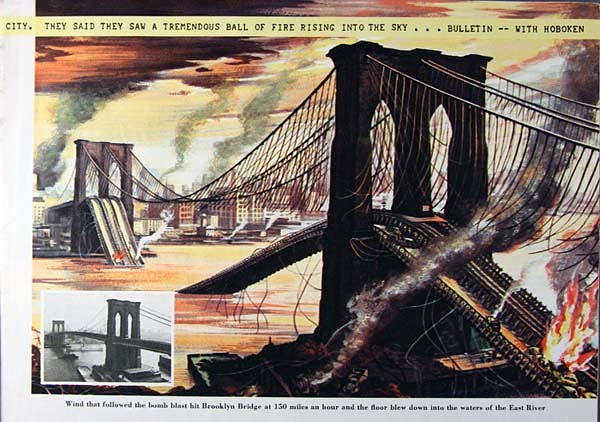 CITY. THEY SAID THEY SAW A TREMENDOUS BALL OF FIRE RISING INTO THE SKY . . . BULLETIN -- WITH HOBOKEN
Wind that followed the bomb blast hit Brooklyn Bridge at 150 miles an hour and the floor blew down into the waters of the East River